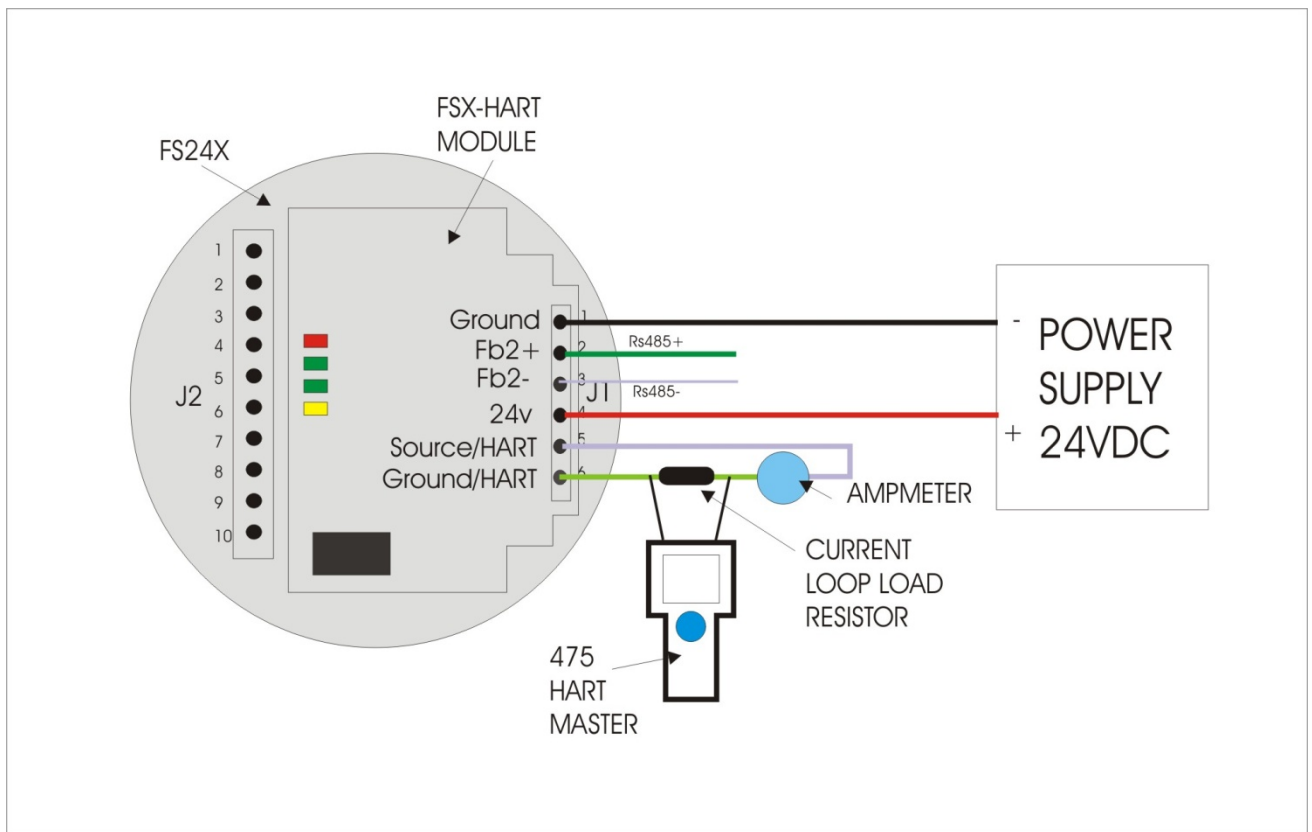 FSX-HART
MODULE
FS24X
1
2
3
4
5
6
7
8
9
10
J2
Ground
Fb2+
Fb2-
24v
Source/HART
Ground/HART
1
2
3
4
5
6
J1
Rs485+
Rs485-
-
+
POWER
SUPPLY
24VDC
AMPMETER
CURRENT
LOOP LOAD
RESISTOR
475
HART
MASTER